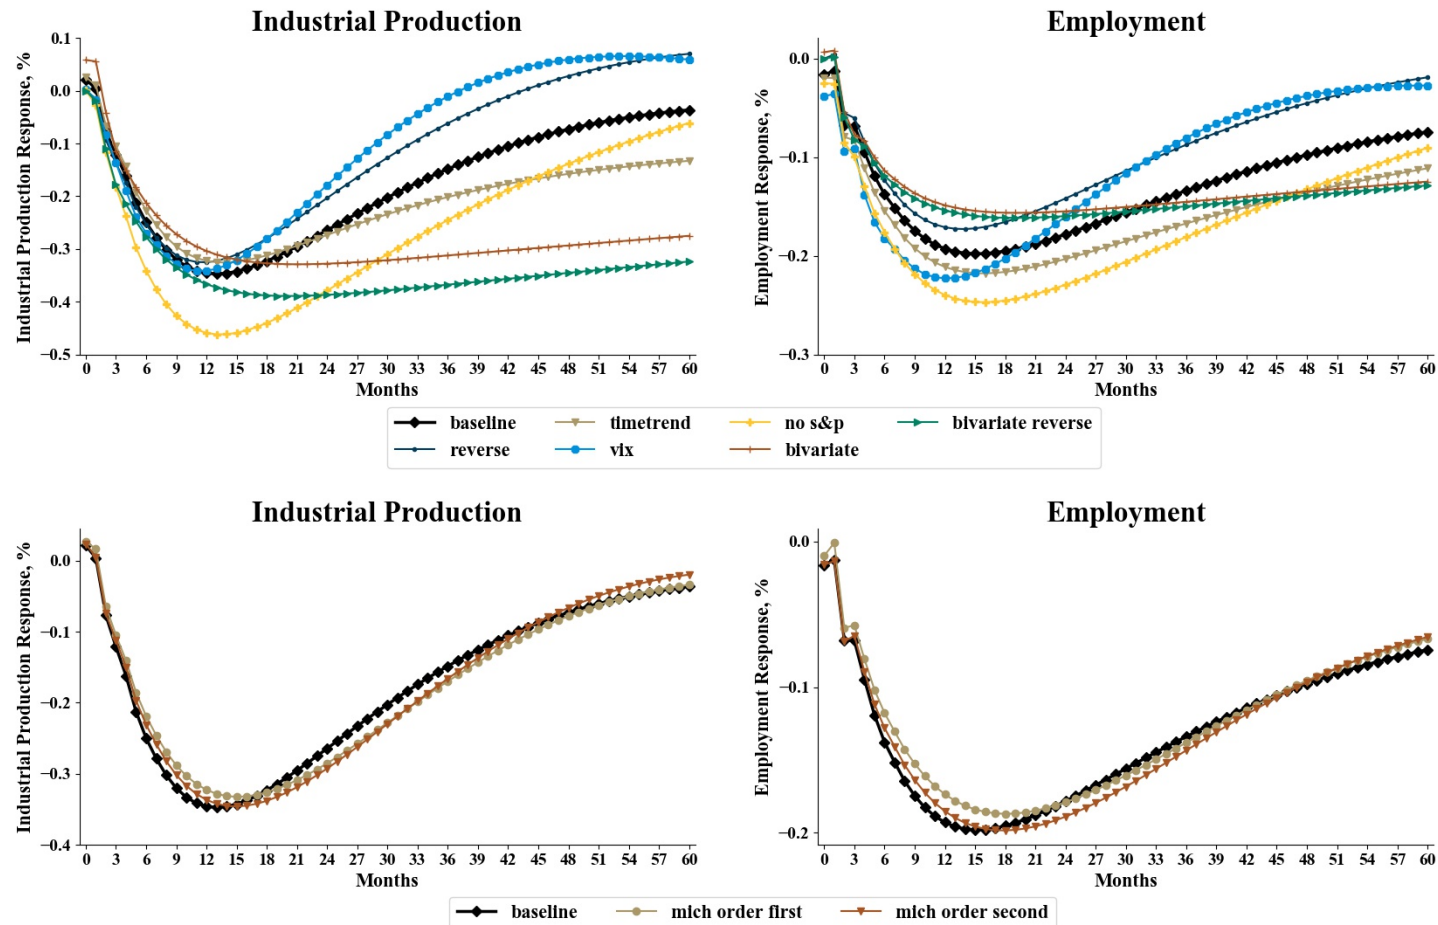 Industrial Production
Employment
Industrial Production Response, %
0.1
0.0
−0.1
−0.2
−0.3
−0.4
−0.5
0 3 6 9 12 15 18 21 24 27 30 33 36 39 42 45 48 51 54 57 60
Months
Employment Response, %
0.0
−0.1
−0.2
−0.3
0 3 6 9 12 15 18 21 24 27 30 33 36 39 42 45 48 51 54 57 60
Months
baseline timetrend no s&p bivariate reverse
reverse vix bivariate
Industrial Production
Employment
Industrial Production Response, %
0.0
−0.1
−0.2
−0.3
−0.4
0 3 6 9 12 15 18 21 24 27 30 33 36 39 42 45 48 51 54 57 60
Months
Employment Response, %
0.0
−0.1
−0.2
0 3 6 9 12 15 18 21 24 27 30 33 36 39 42 45 48 51 54 57 60
Months
baseline mich order first mich order second